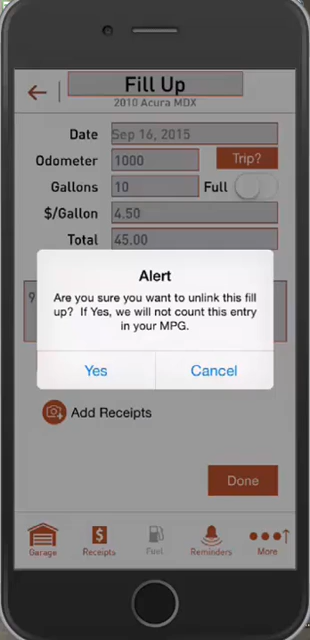 Fill Up
2010 Acura MDX
Date Sep 16, 2015
Odometer 1000 Trip?
Gallons 10 Full
$/Gallon 4.50
Total 45.00
9
Alert
Are you sure you want to unlink this fill
up? If Yes, we will not count this entry
in your MPG.
Yes Cancel
Add Receipts
Done
Garage Receipts Fuel Reminders More